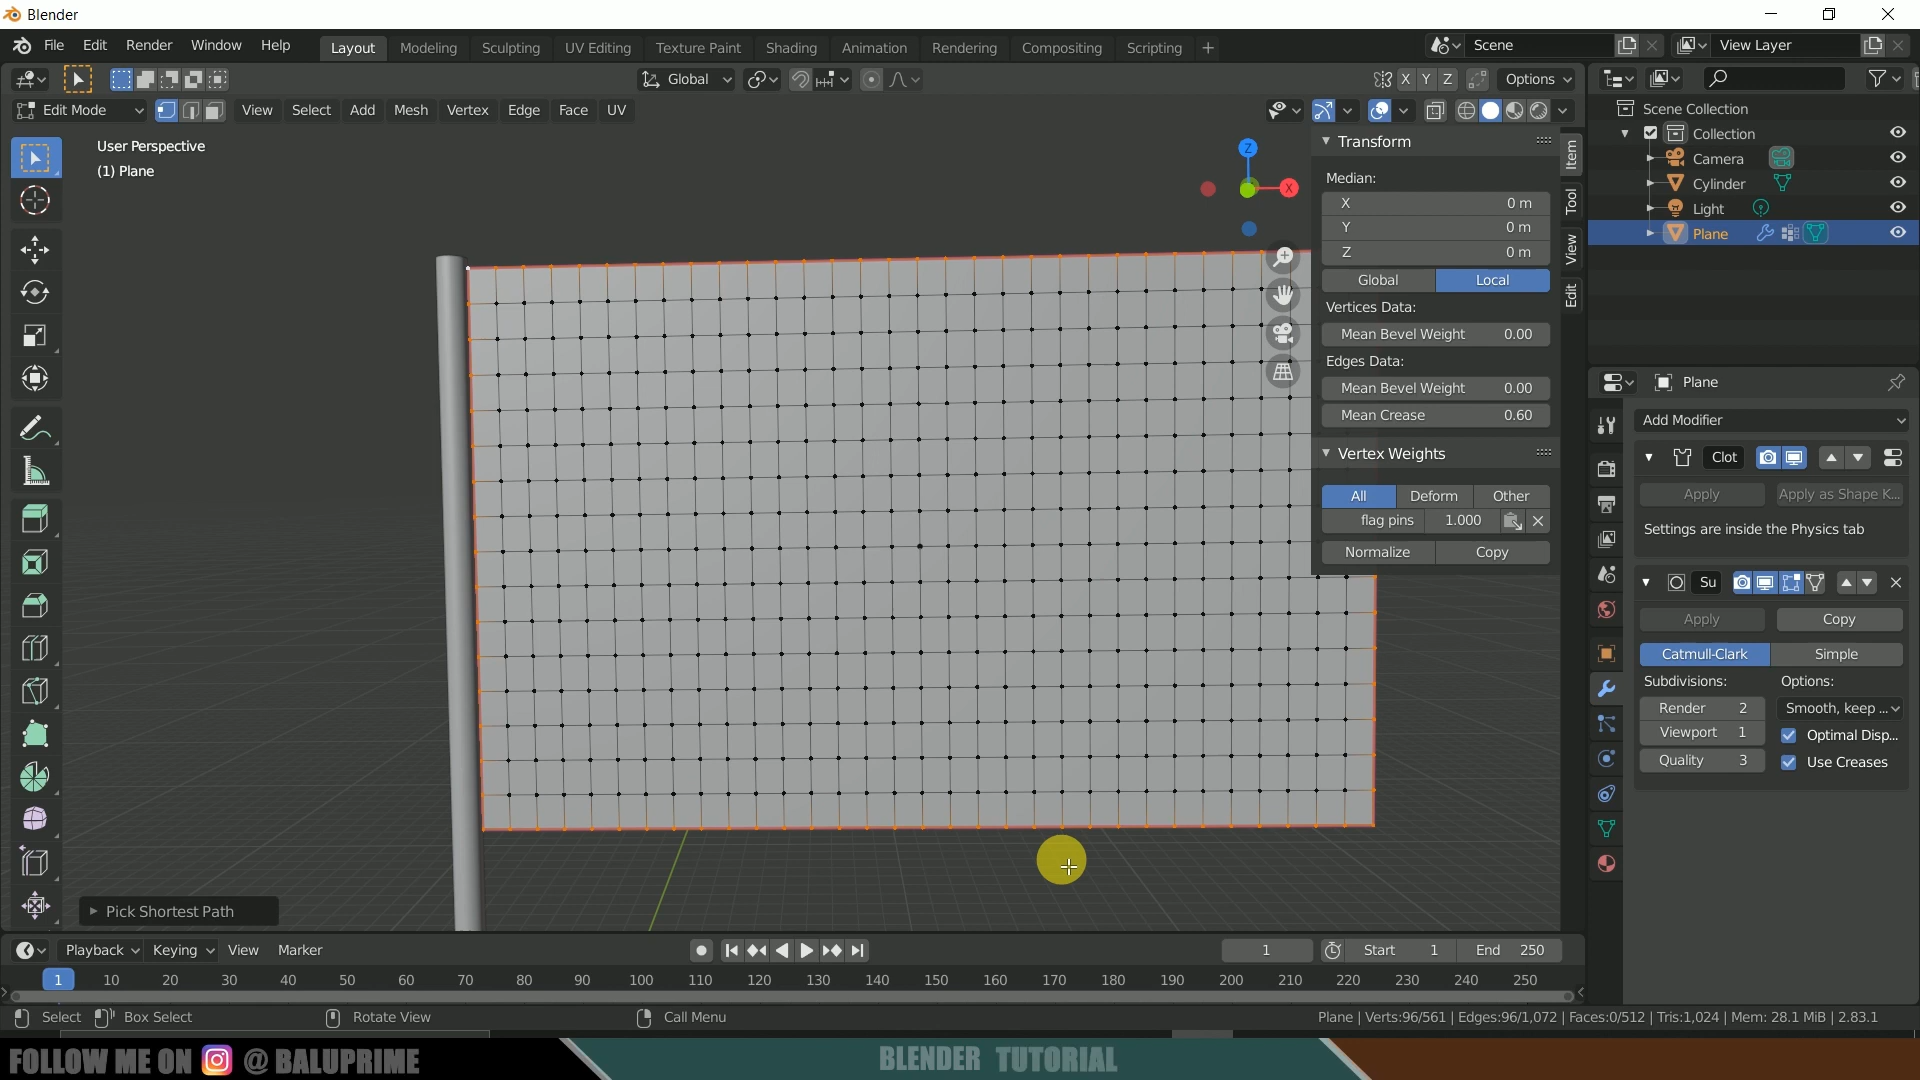 Blender
File Edit Render Window Help Layout Modeling Sculpting UV Editing Texture Paint Shading Animation Rendering Compositing Scripting + Scene View Layer
Global X Y Z Options
Edit Mode View Select Add Mesh Vertex Edge Face UV
User Perspective
(1) Plane
Z
X
Transform
Median:
X 0 m
Y 0 m
Z 0 m
Global Local
Vertices Data:
Mean Bevel Weight 0.00
Edges Data:
Mean Bevel Weight 0.00
Mean Crease 0.60
Vertex Weights
All Deform Other
flag pins 1.000
Normalize Copy
Item
Tool
View
Edit
Scene Collection
Collection
Camera
Cylinder
Light
Plane
Plane
Add Modifier
Clot
Apply Apply as Shape K...
Settings are inside the Physics tab
Su
Apply Copy
Catmull-Clark Simple
Subdivisions: Options:
Render 2 Smooth, keep ...
Viewport 1 Optimal Disp...
Quality 3 Use Creases
Pick Shortest Path
Playback Keying View Marker 1 Start 1 End 250
1 10 20 30 40 50 60 70 80 90 100 110 120 130 140 150 160 170 180 190 200 210 220 230 240 250
Select Box Select Rotate View Call Menu Plane | Verts:96/561 | Edges:96/1,072 | Faces:0/512 | Tris:1,024 | Mem: 28.1 MiB | 2.83.1
FOLLOW ME ON @ BALUPRIME BLENDER TUTORIAL